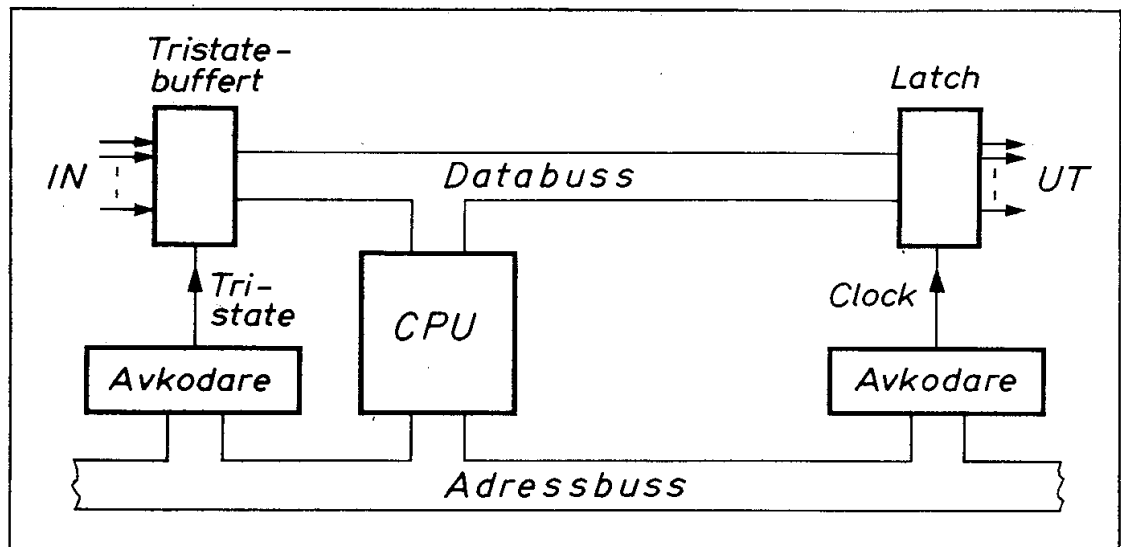 Tristate-
buffert
Latch
IN
Databuss
UT
Tri-
state
CPU
Clock
Avkodare
Avkodare
Adressbuss